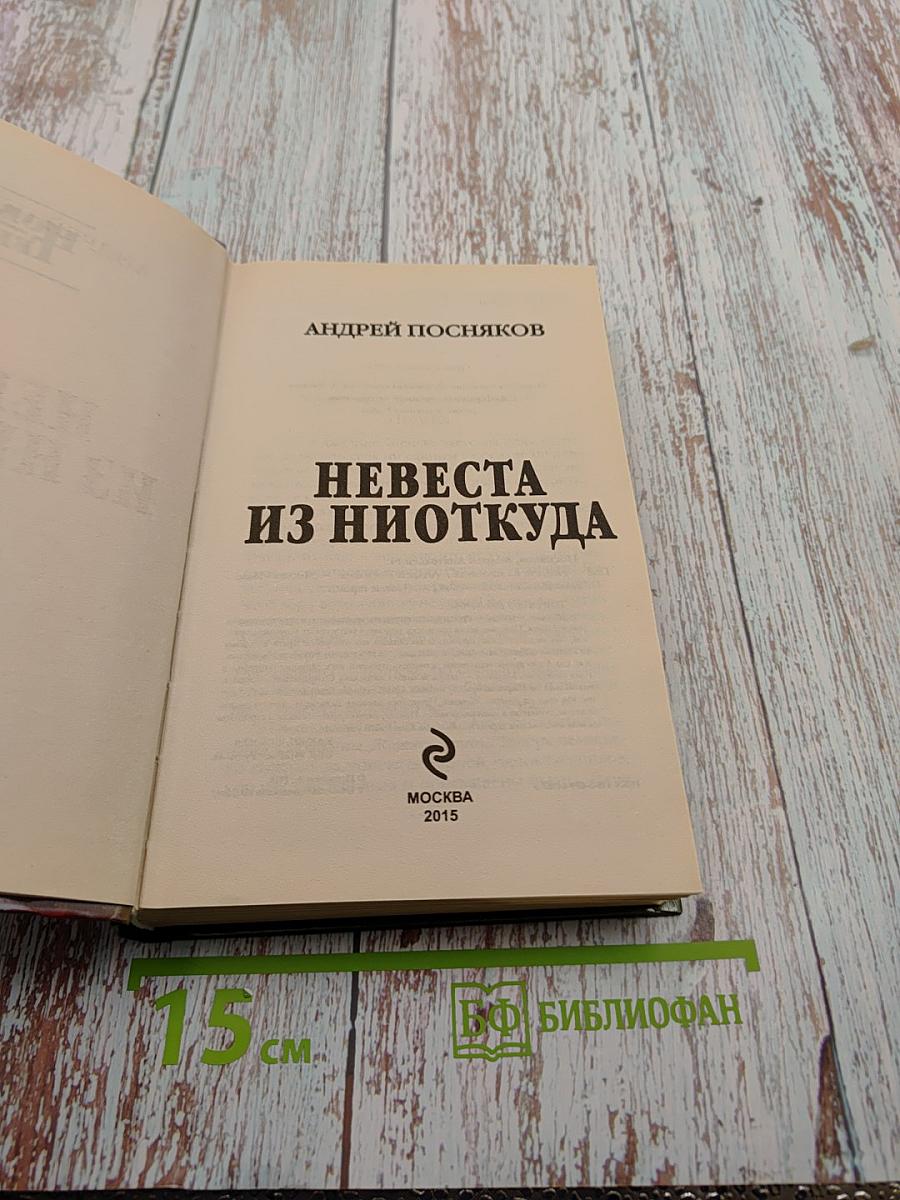 АНДРЕЙ ПОСНЯКОВ
НЕВЕСТА
ИЗ НИОТКУДА
МОСКВА
2015
15 см
БФ БИБЛИОФАН